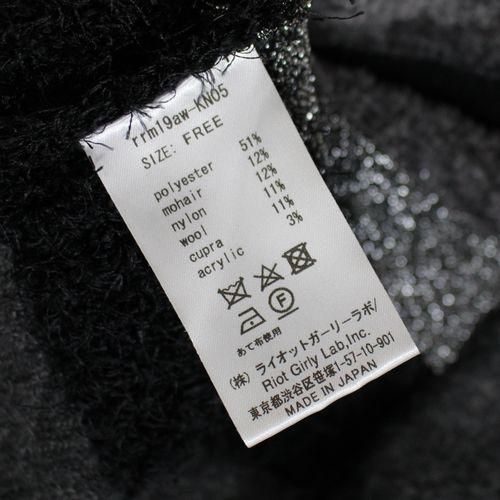 rrm19aw-KN05
SIZE: FREE
polyester 51%
mohair 12%
nylon 12%
wool 11%
cupra 11%
acrylic 3%
F
あて布使用
(株) ライオットガーリーラボ/
Riot Girly Lab,Inc.
東京都渋谷区笹塚1-57-10-901
MADE IN JAPAN